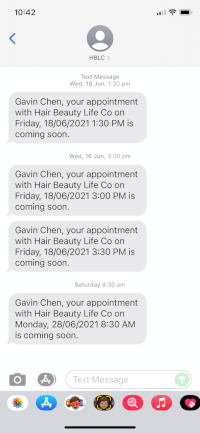 10:42
HBLC >
Text Message
Wed, 16 Jun, 1:30 pm
Gavin Chen, your appointment
with Hair Beauty Life Co on
Friday, 18/06/2021 1:30 PM is
coming soon.
Wed, 16 Jun, 3:00 pm
Gavin Chen, your appointment
with Hair Beauty Life Co on
Friday, 18/06/2021 3:00 PM is
coming soon.
Gavin Chen, your appointment
with Hair Beauty Life Co on
Friday, 18/06/2021 3:30 PM is
coming soon.
Saturday 8:30 am
Gavin Chen, your appointment
with Hair Beauty Life Co on
Monday, 28/06/2021 8:30 AM
is coming soon.
Text Message